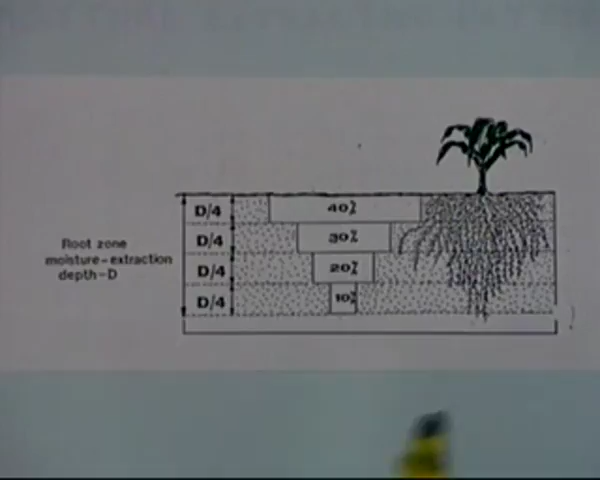 D/4 40%
D/4 30%
Root zone
moisture-extraction
depth-D
D/4 20%
D/4 10%